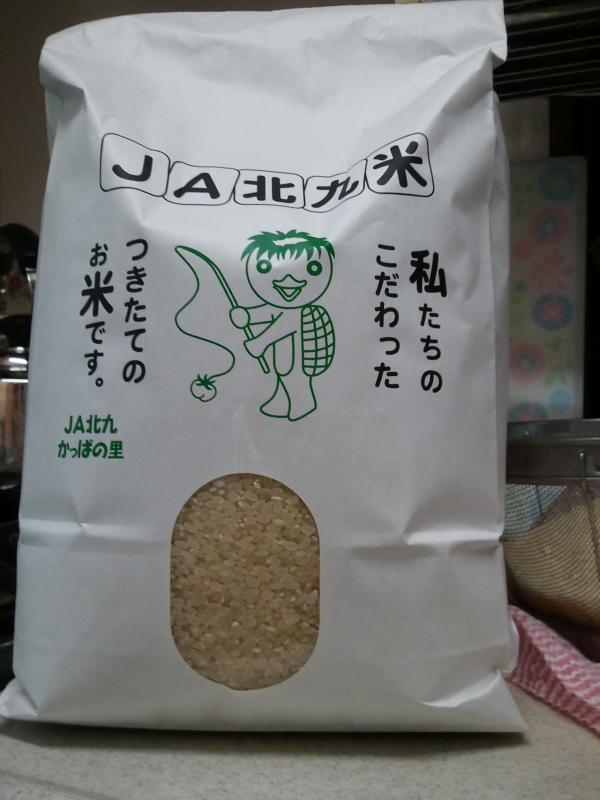 JA北九米
私たちの
こだわった
つきたての
お米です。
JA北九
かっぱの里